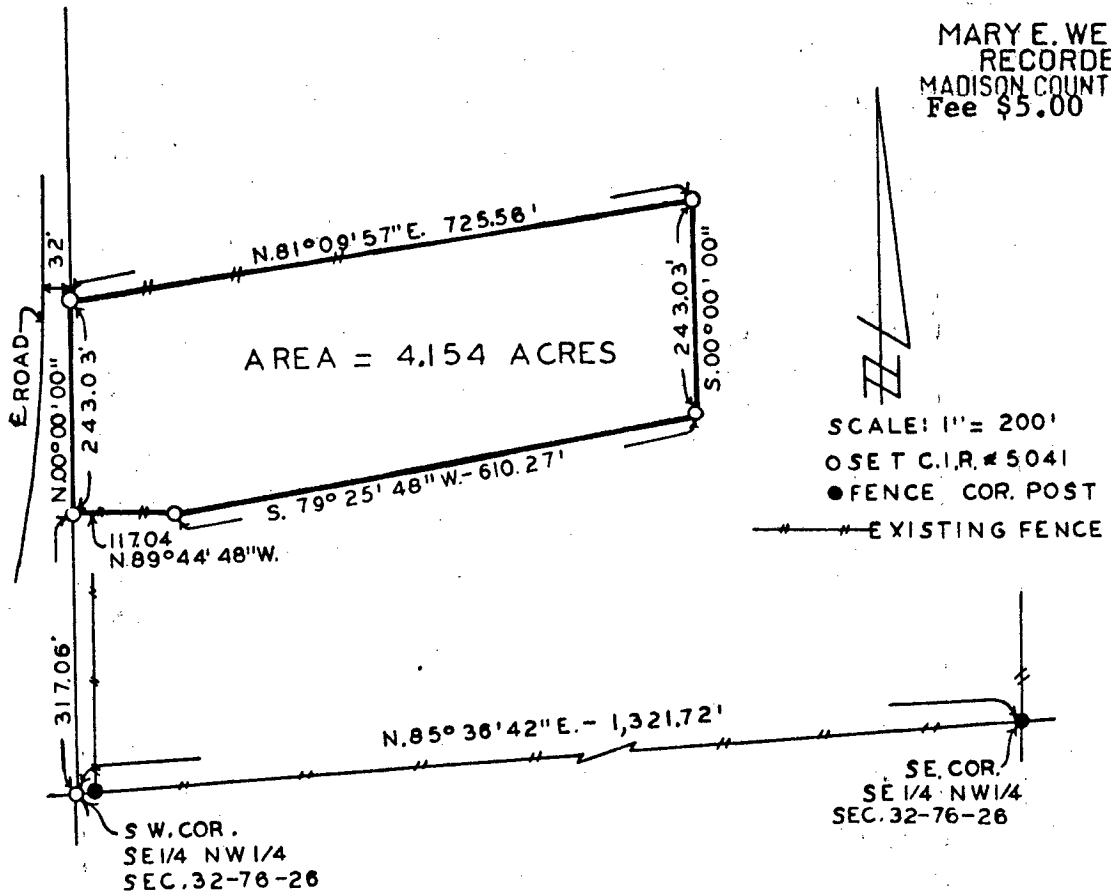 MARY E. WE
RECORDE
MADISON COUNT
Fee $5.00
32'
N.81°09'57"E. 725.58'
℄ ROAD
N.00°00'00"
243.03'
AREA = 4.154 ACRES
243.03'
S.00°00'00"
SCALE: 1"= 200'
SET C.I.R. # 5041
FENCE COR. POST
EXISTING FENCE
S. 79° 25' 48" W.- 610.27'
117.04
N.89°44'48"W.
317.06'
N.85° 36'42"E.- 1,321.72'
SE. COR.
SE 1/4 NW1/4
SEC. 32-76-26
S W. COR.
SE1/4 NW1/4
SEC. 32-76-26